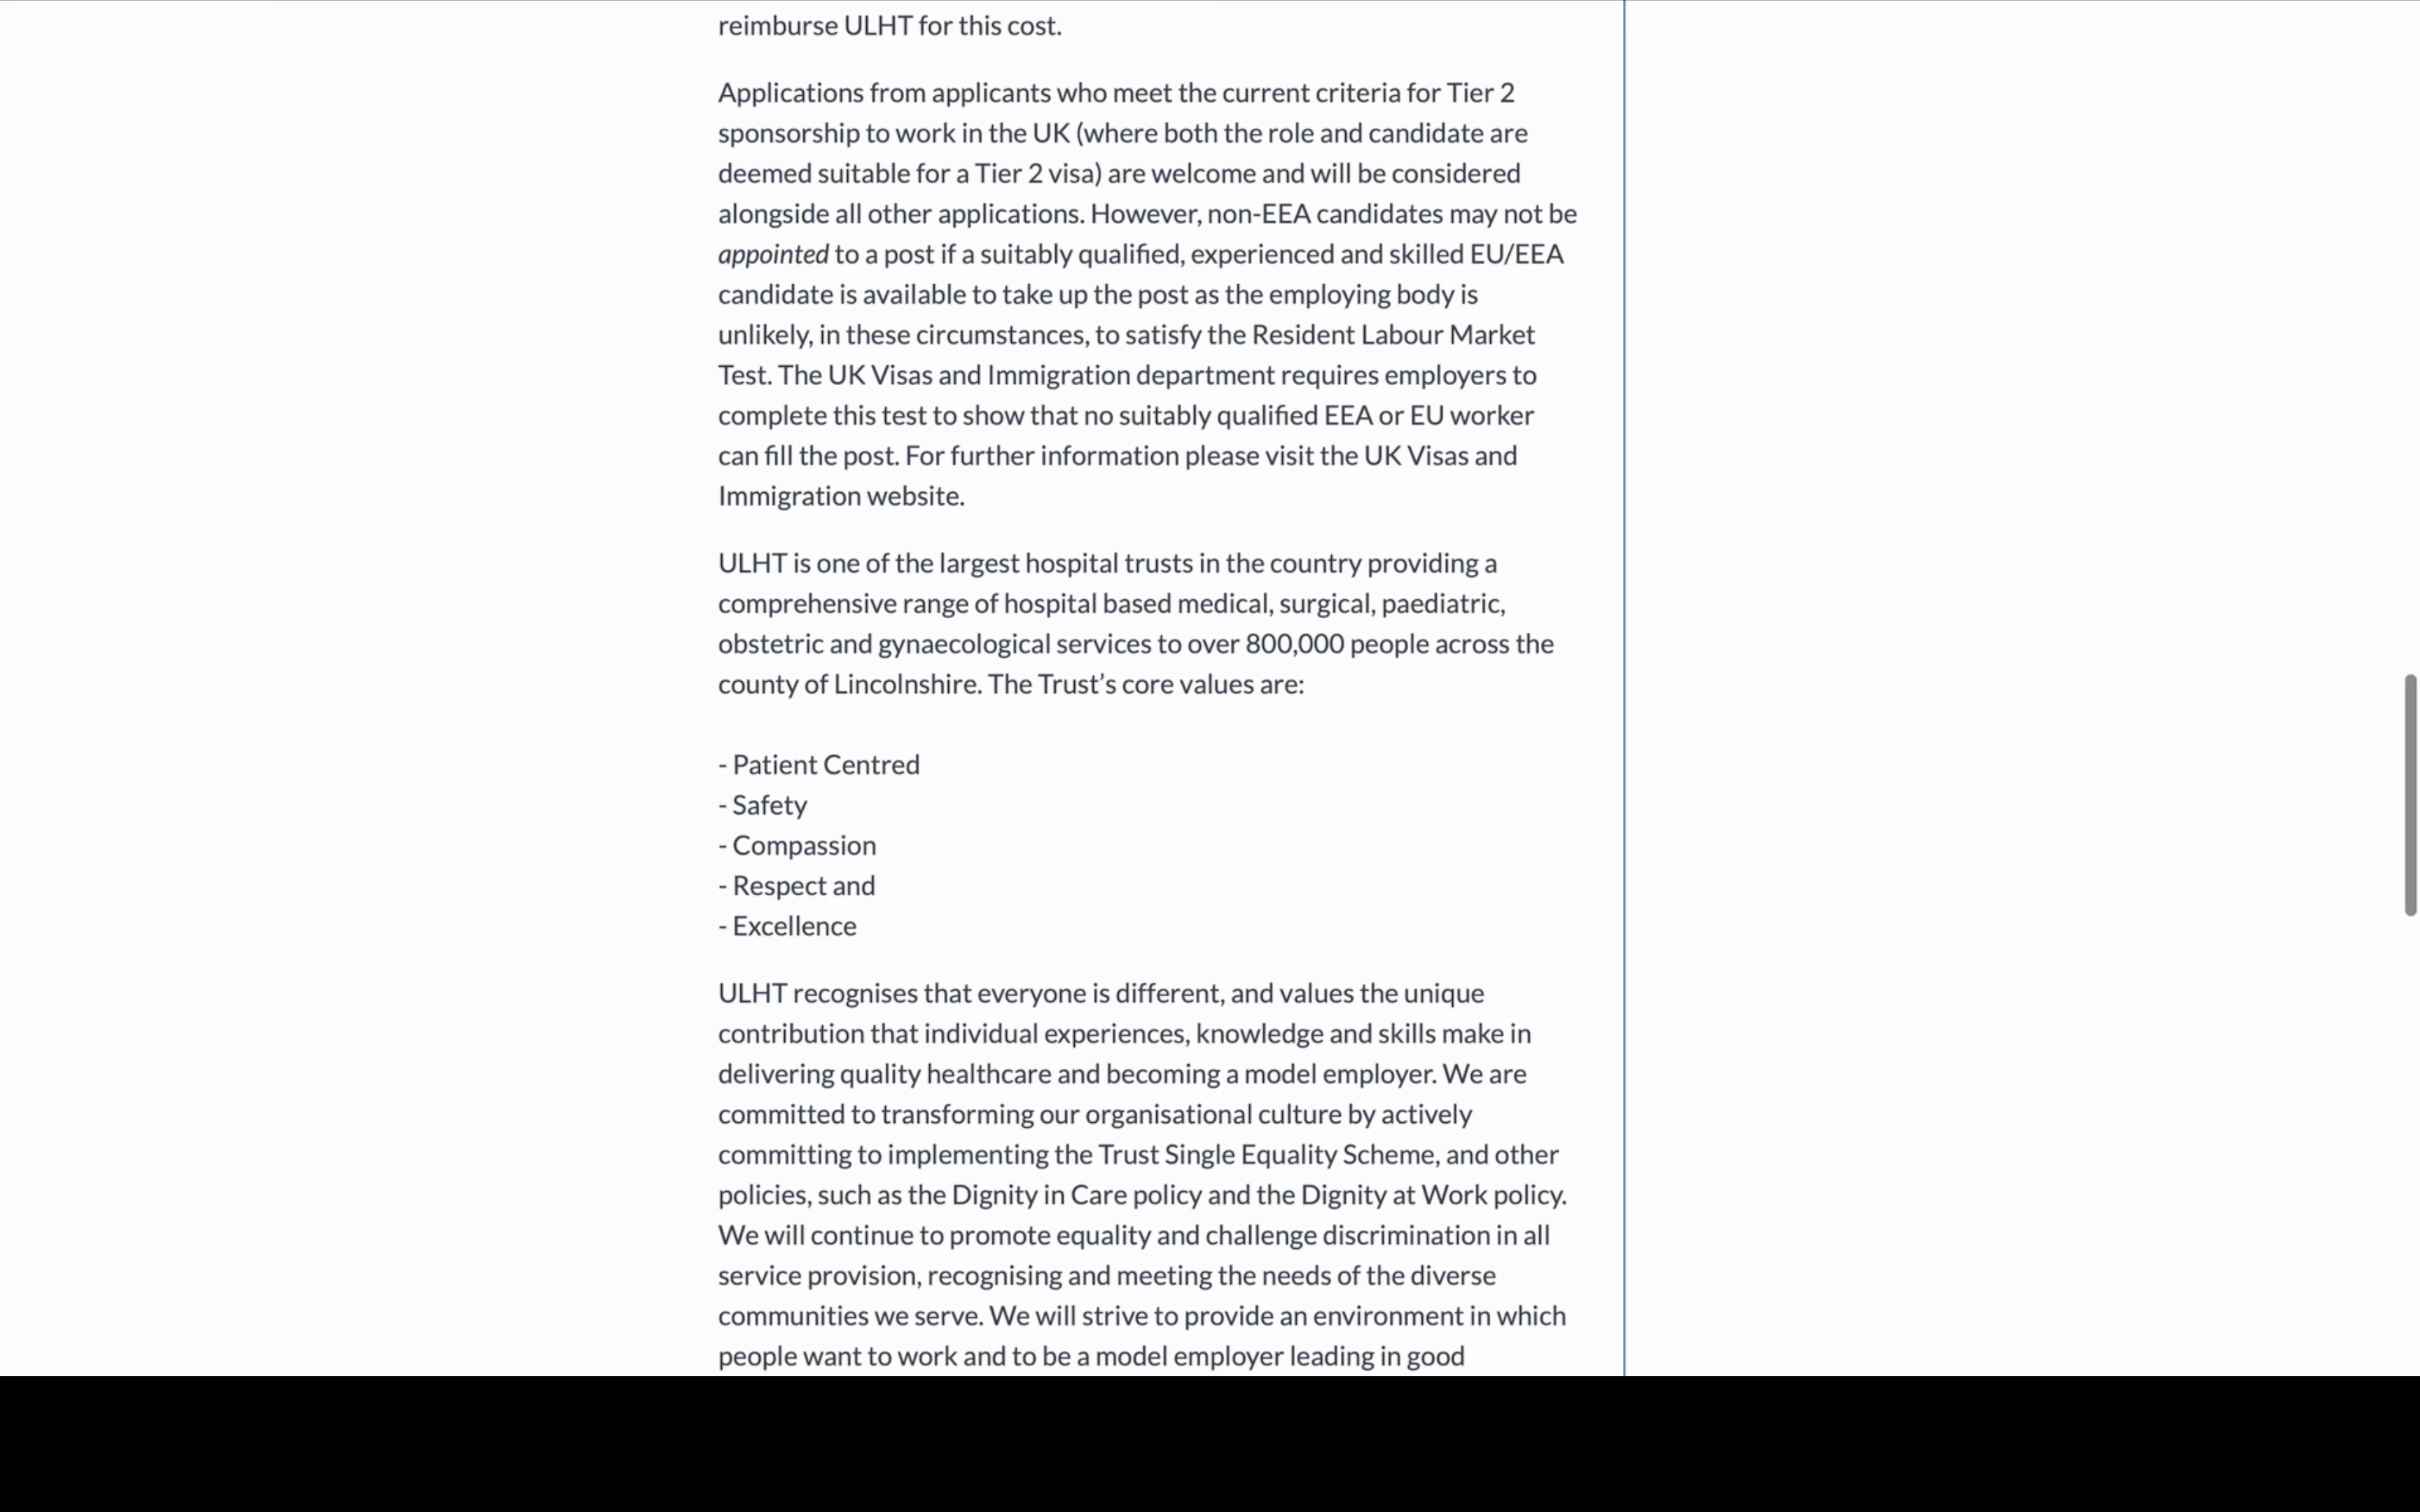 reimburse ULHT for this cost.
Applications from applicants who meet the current criteria for Tier 2
sponsorship to work in the UK (where both the role and candidate are
deemed suitable for a Tier 2 visa) are welcome and will be considered
alongside all other applications. However, non-EEA candidates may not be
appointed to a post if a suitably qualified, experienced and skilled EU/EEA
candidate is available to take up the post as the employing body is
unlikely, in these circumstances, to satisfy the Resident Labour Market
Test. The UK Visas and Immigration department requires employers to
complete this test to show that no suitably qualified EEA or EU worker
can fill the post. For further information please visit the UK Visas and
Immigration website.
ULHT is one of the largest hospital trusts in the country providing a
comprehensive range of hospital based medical, surgical, paediatric,
obstetric and gynaecological services to over 800,000 people across the
county of Lincolnshire. The Trust’s core values are:
- Patient Centred
- Safety
- Compassion
- Respect and
- Excellence
ULHT recognises that everyone is different, and values the unique
contribution that individual experiences, knowledge and skills make in
delivering quality healthcare and becoming a model employer. We are
committed to transforming our organisational culture by actively
committing to implementing the Trust Single Equality Scheme, and other
policies, such as the Dignity in Care policy and the Dignity at Work policy.
We will continue to promote equality and challenge discrimination in all
service provision, recognising and meeting the needs of the diverse
communities we serve. We will strive to provide an environment in which
people want to work and to be a model employer leading in good